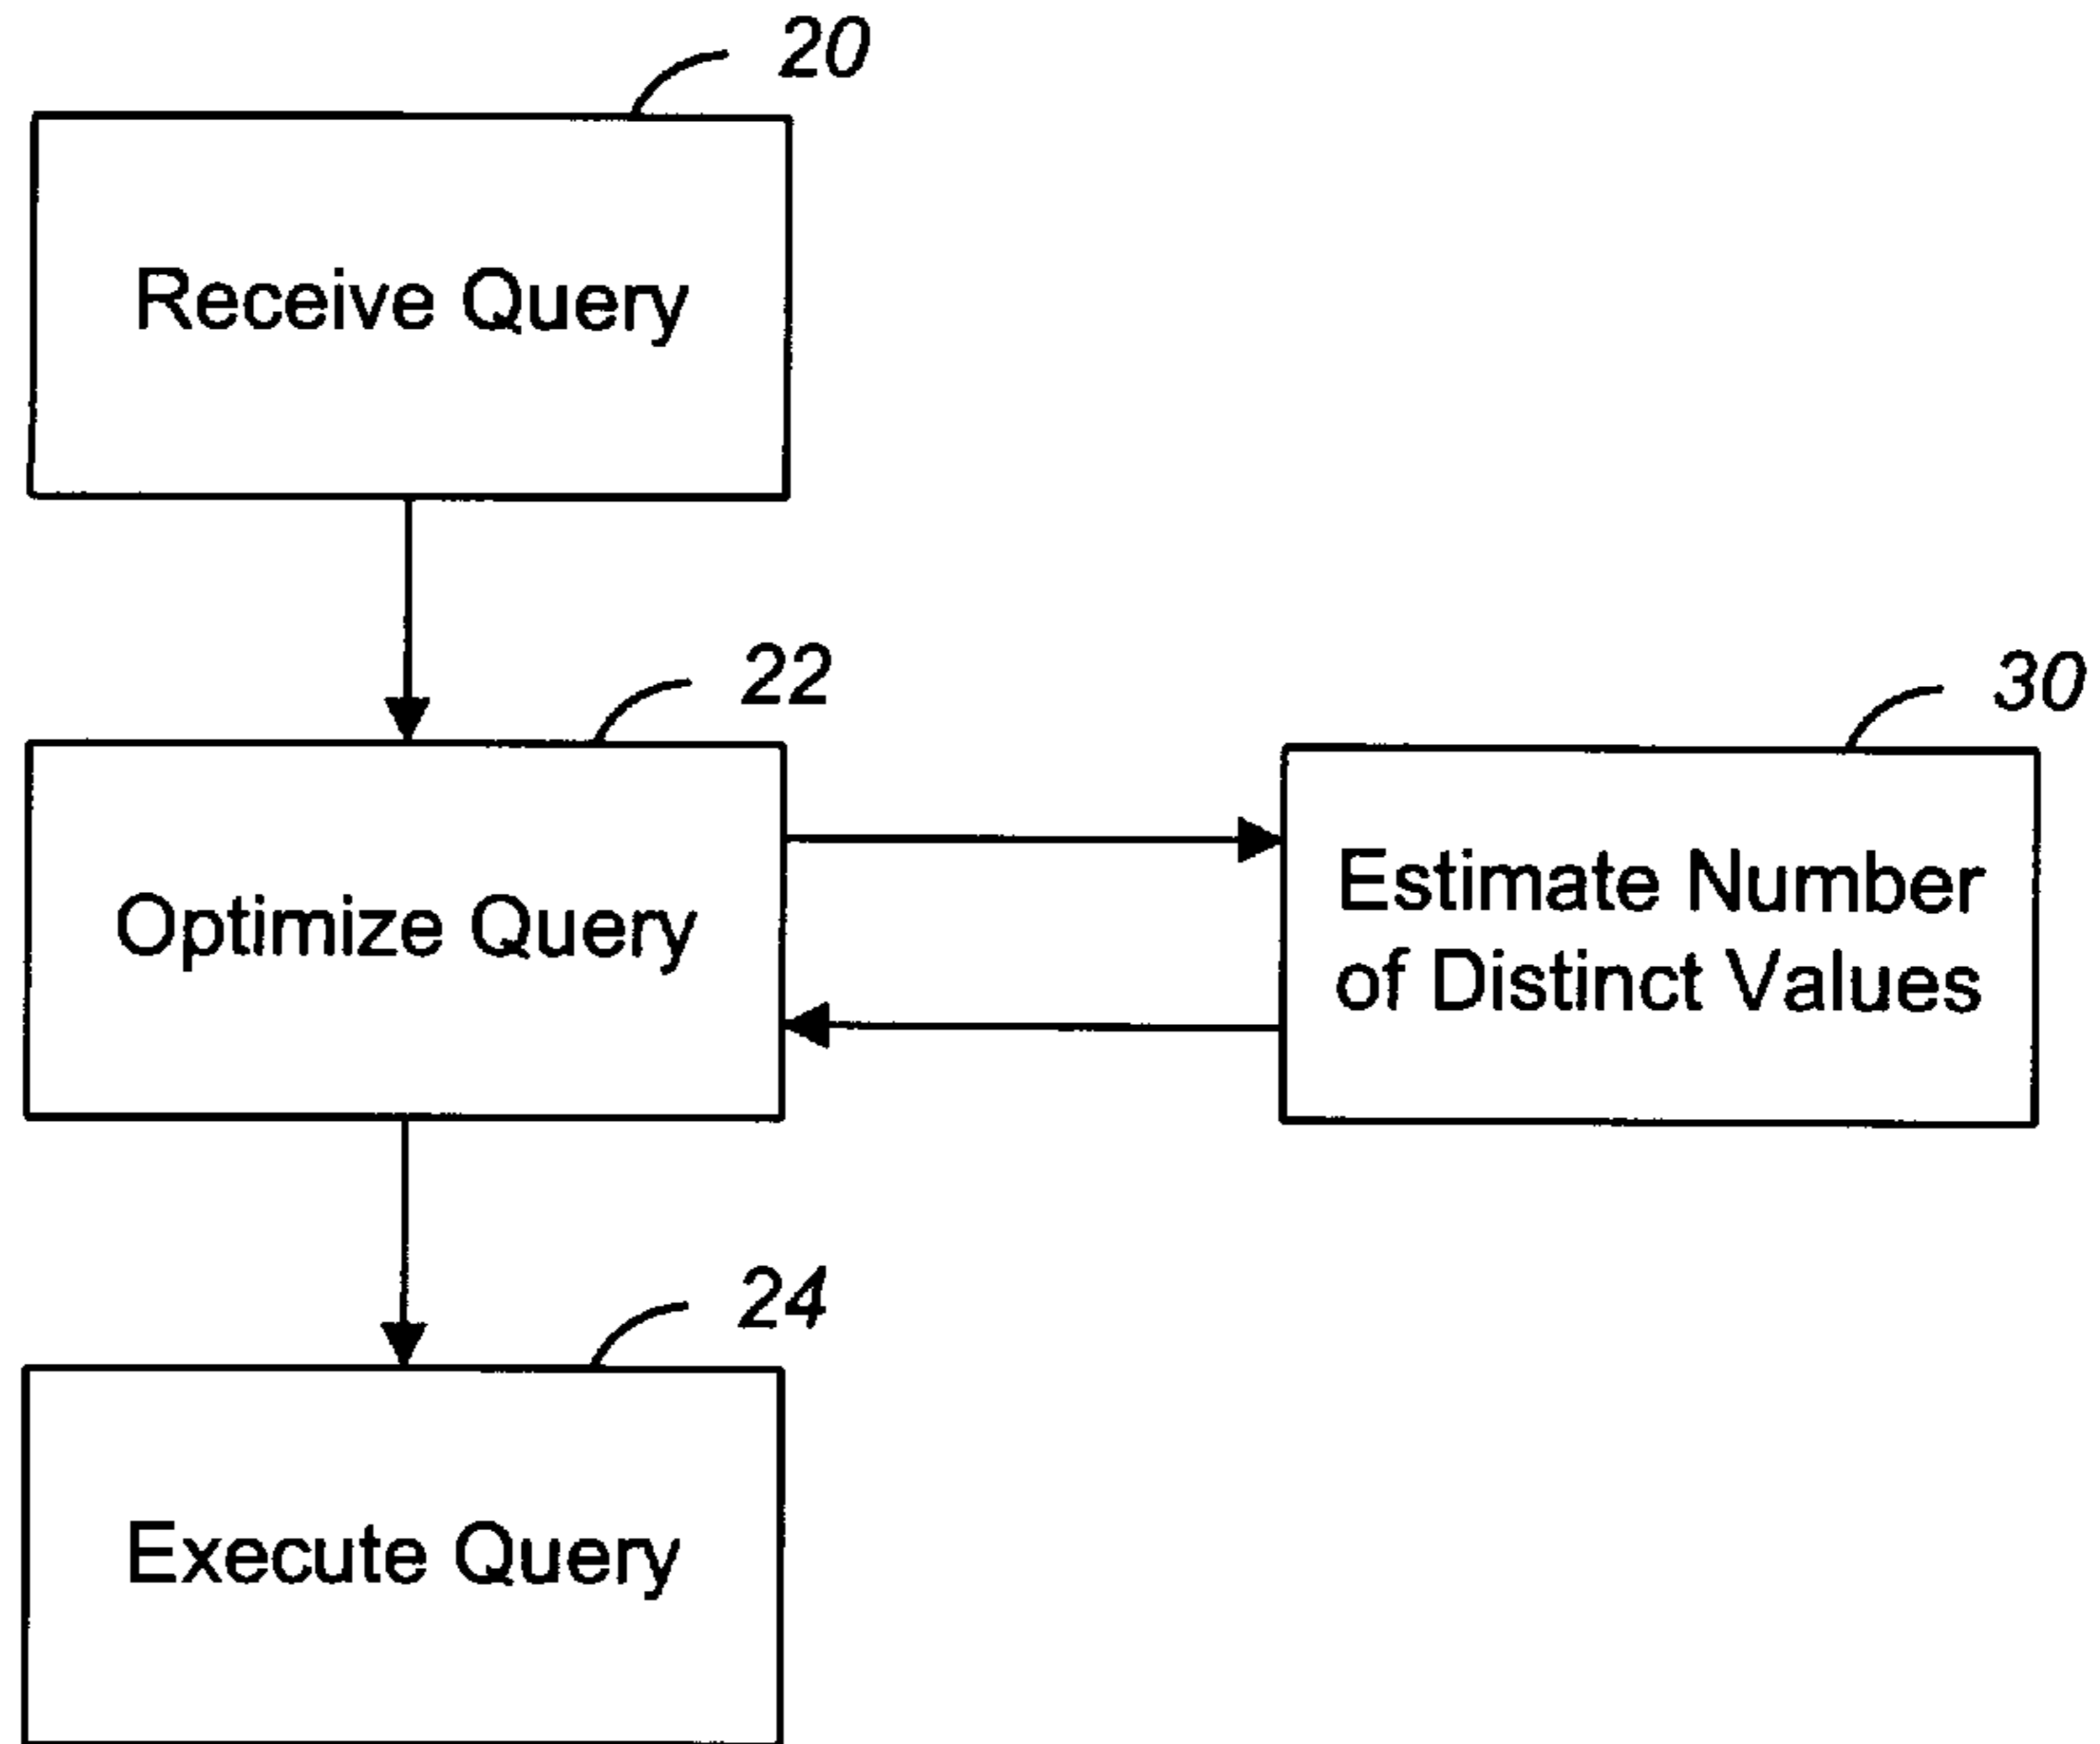 20
Receive Query
22
Optimize Query
30
Estimate Number
of Distinct Values
24
Execute Query